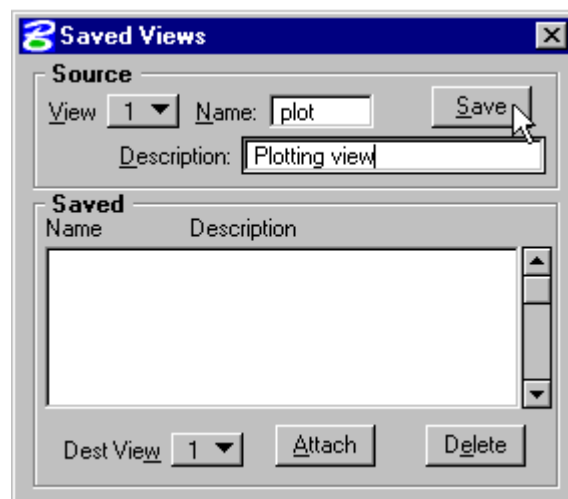 Saved Views
Source
View 1 Name: plot Save
Description: Plotting view
Saved
Name Description
Dest View 1 Attach Delete